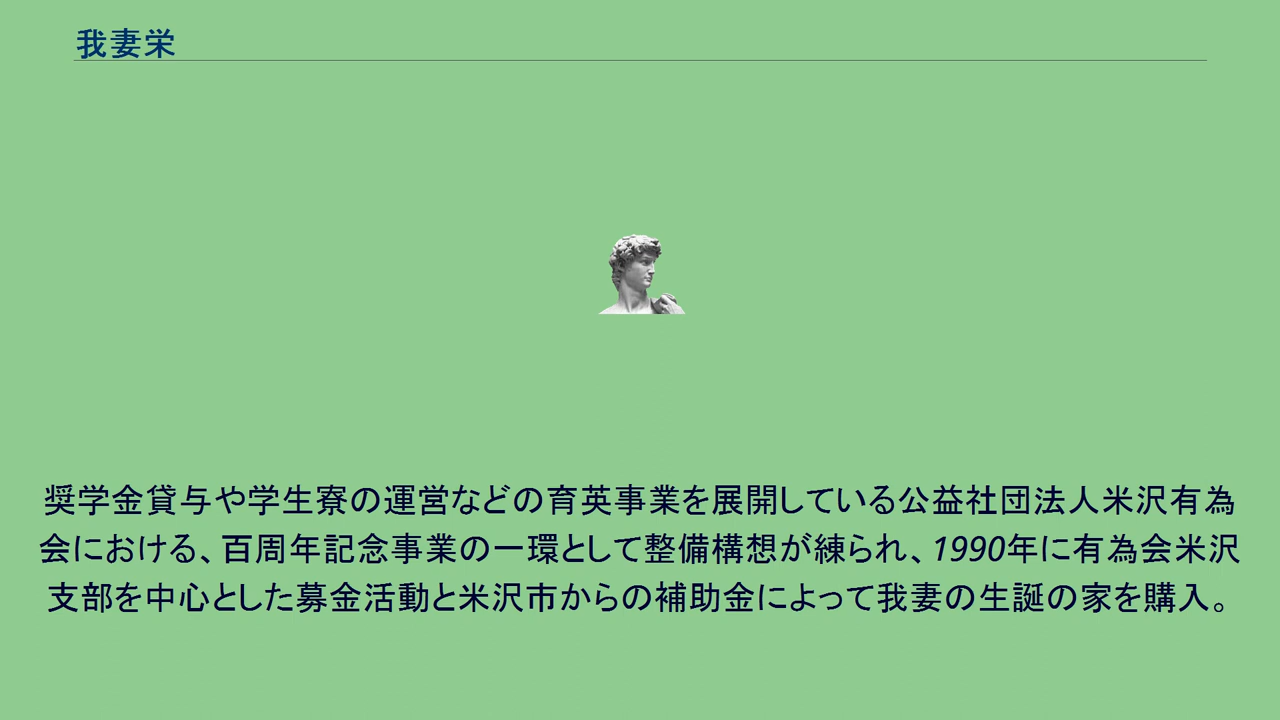 我妻栄
奨学金貸与や学生寮の運営などの育英事業を展開している公益社団法人米沢有為
会における、百周年記念事業の一環として整備構想が練られ、1990年に有為会米沢
支部を中心とした募金活動と米沢市からの補助金によって我妻の生誕の家を購入。